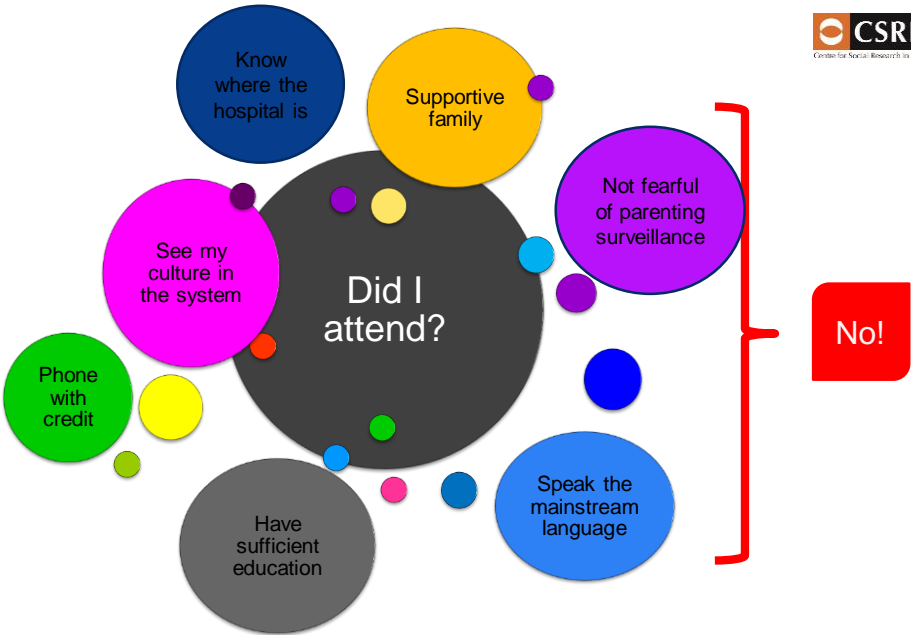 CSRI
Centre for Social Research in
Know
where the
hospital is
Supportive
family
Not fearful
of parenting
surveillance
See my
culture in
the system
Did I
attend?
No!
Phone
with
credit
Speak the
mainstream
language
Have
sufficient
education